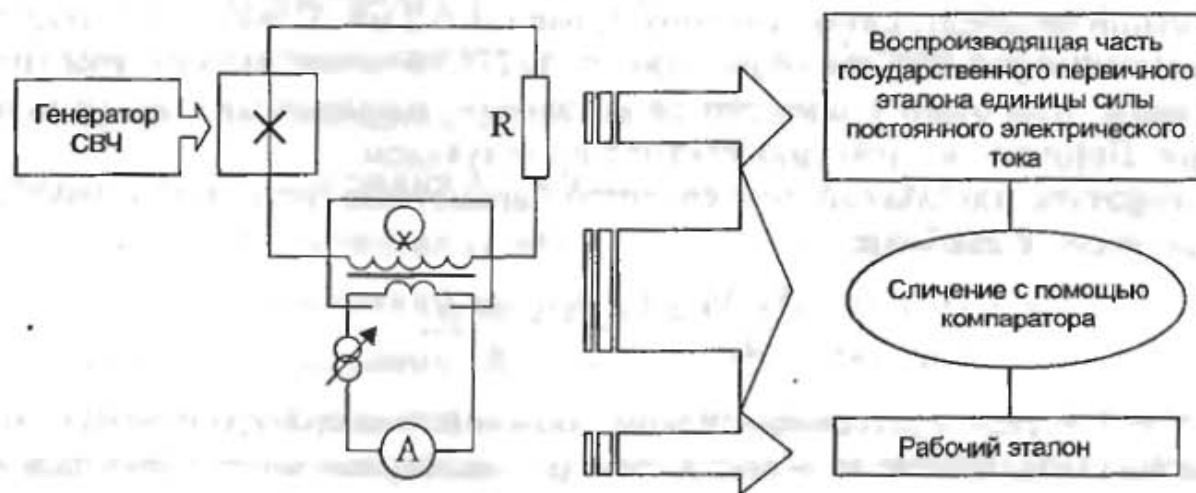 Генератор
СВЧ
R
Воспроизводящая часть
государственного первичного
эталона единицы силы
постоянного электрического
тока
Сличение с помощью
компаратора
A
Рабочий эталон